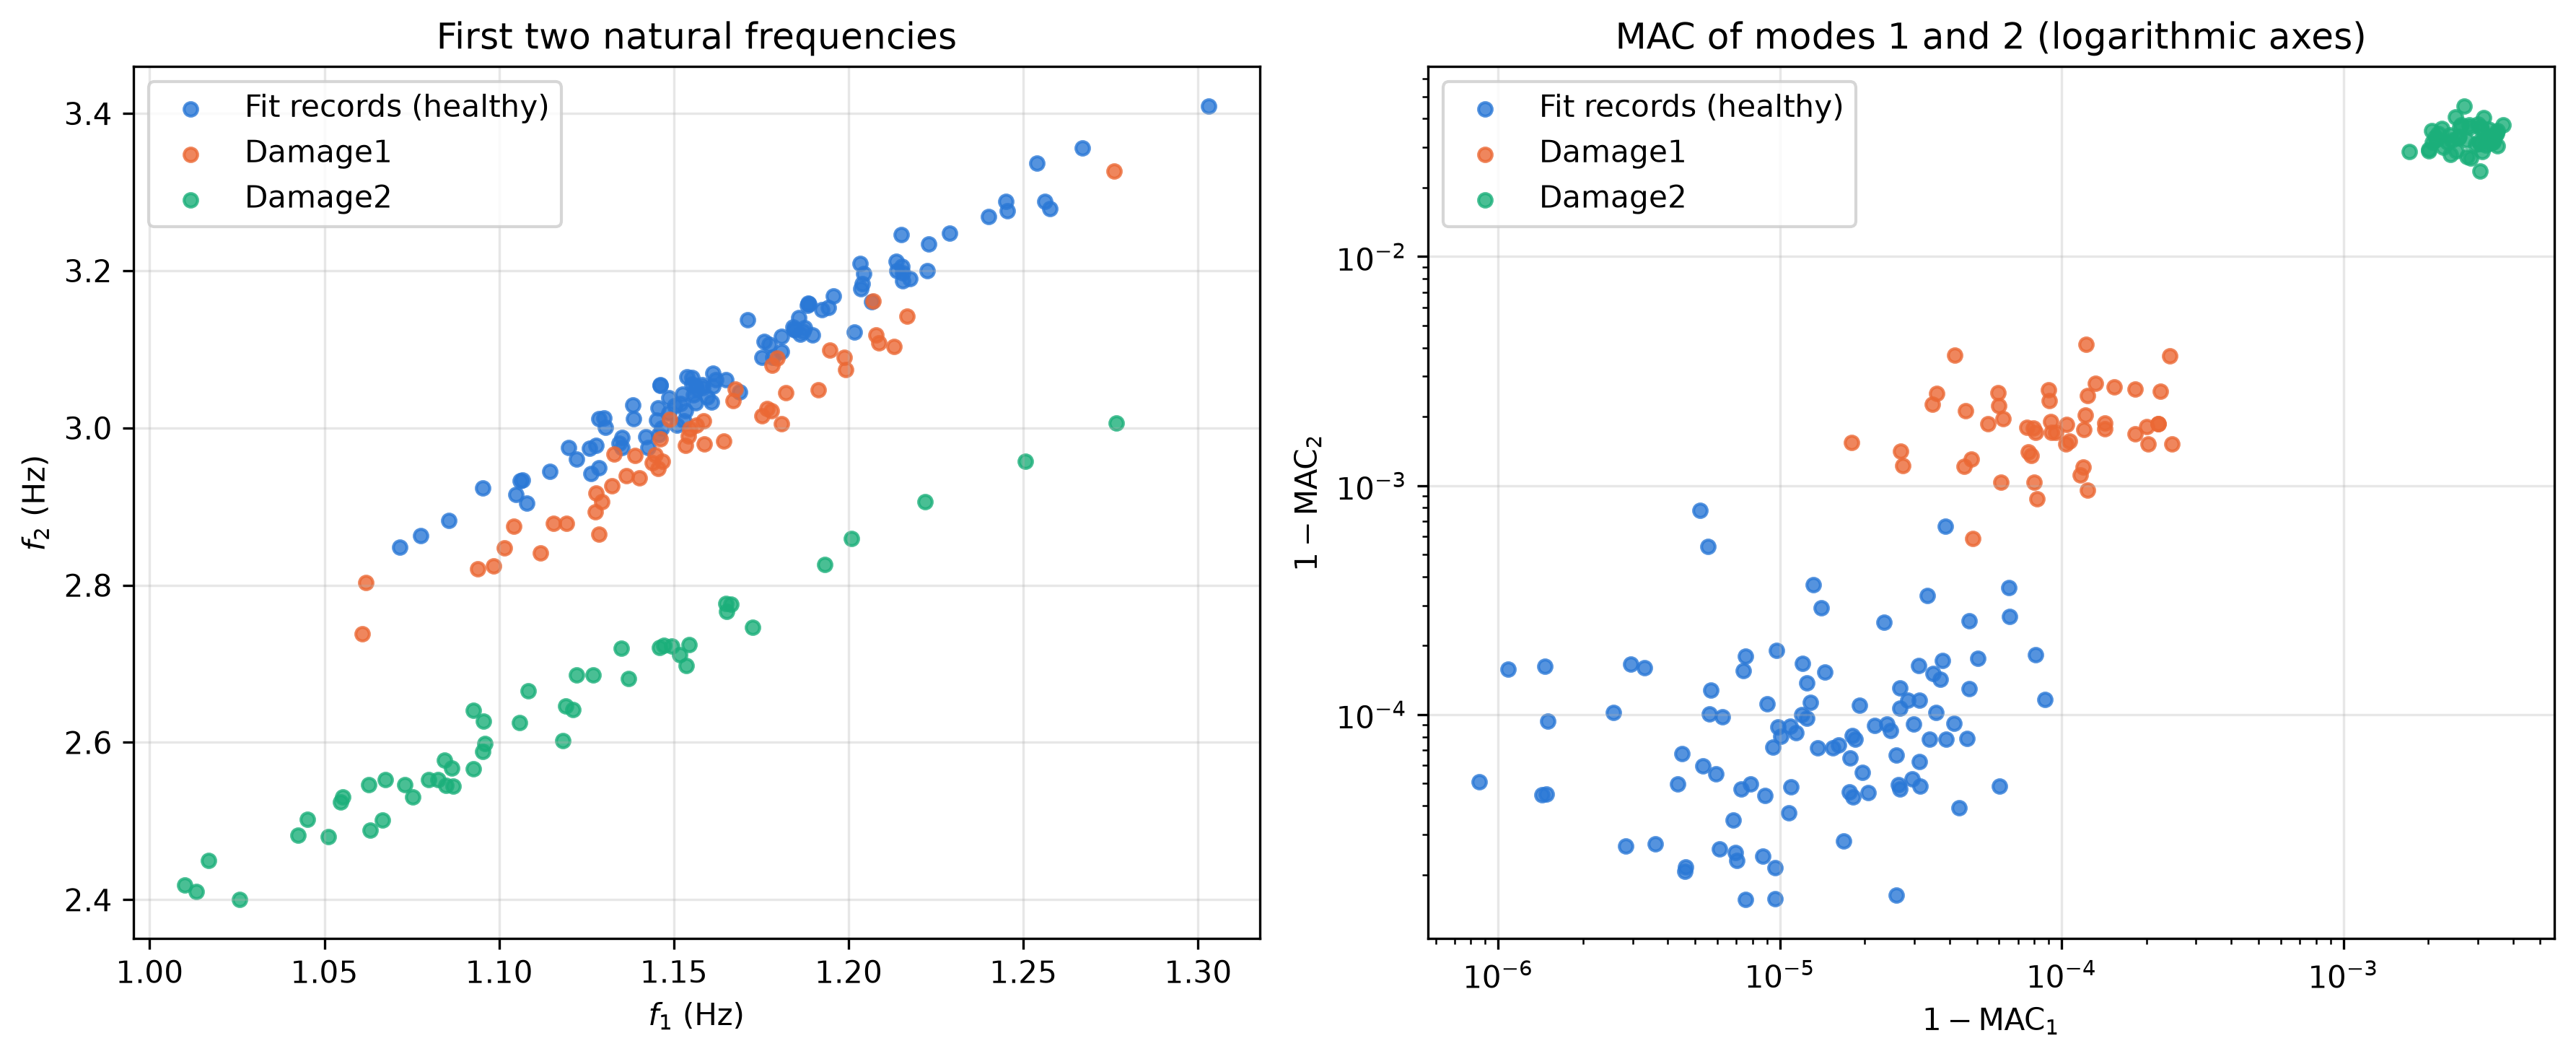 First two natural frequencies
Fit records (healthy)
Damage1
Damage2
3.4
3.2
3.0
2.8
2.6
2.4
f₂ (Hz)
1.00 1.05 1.10 1.15 1.20 1.25 1.30
f₁ (Hz)
MAC of modes 1 and 2 (logarithmic axes)
Fit records (healthy)
Damage1
Damage2
10⁻²
10⁻³
10⁻⁴
1 − MAC₂
10⁻⁶ 10⁻⁵ 10⁻⁴ 10⁻³
1 − MAC₁